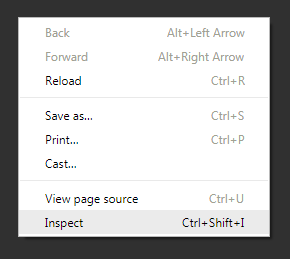 Back Alt+Left Arrow
Forward Alt+Right Arrow
Reload Ctrl+R
Save as... Ctrl+S
Print... Ctrl+P
Cast...
View page source Ctrl+U
Inspect Ctrl+Shift+I